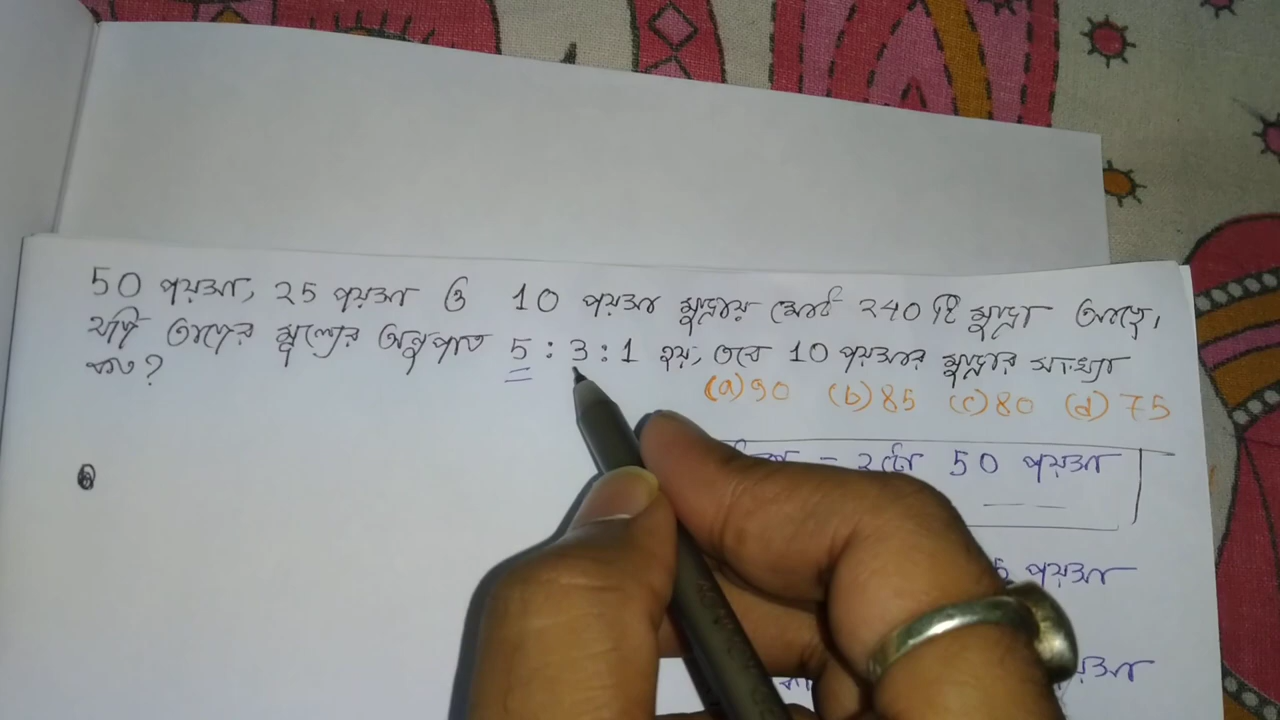 50 পয়সা, 25 পয়সা ও 10 পয়সা মুদ্রায় মোট 240 টি মুদ্রা আছে,
যদি তাদের মূল্যের অনুপাত 5 : 3 : 1 হয়, তবে 10 পয়সার মুদ্রার সংখ্যা
কত?
(a) 90 (b) 85 (c) 80 (d) 75
= 2টো 50 পয়সা
পয়সা